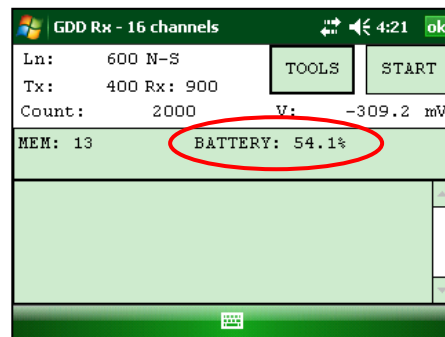 GDD Rx - 16 channels 4:21 ok
Ln: 600 N-S
TOOLS START
Tx: 400 Rx: 900
Count: 2000 V: -309.2 mV
MEM: 13 BATTERY: 54.1%